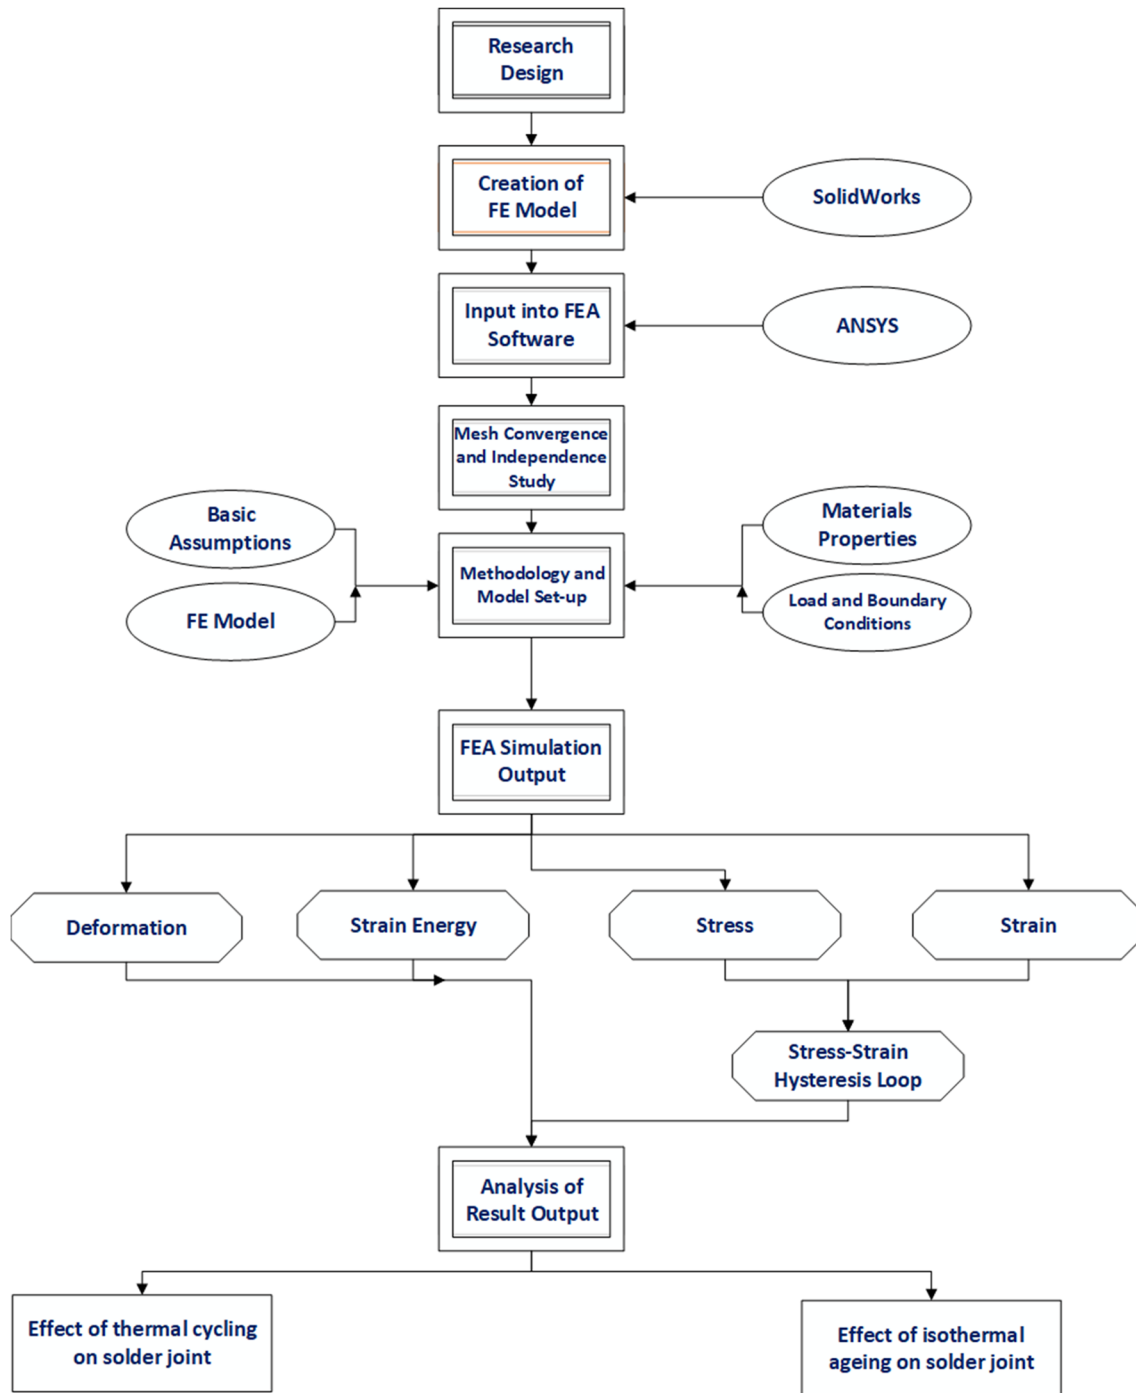 Research
Design
Creation of
FE Model
SolidWorks
Input into FEA
Software
ANSYS
Mesh Convergence
and Independence
Study
Basic
Assumptions
FE Model
Methodology and
Model Set-up
Materials
Properties
Load and Boundary
Conditions
FEA Simulation
Output
Deformation
Strain Energy
Stress
Strain
Stress-Strain
Hysteresis Loop
Analysis of
Result Output
Effect of thermal cycling
on solder joint
Effect of isothermal
ageing on solder joint